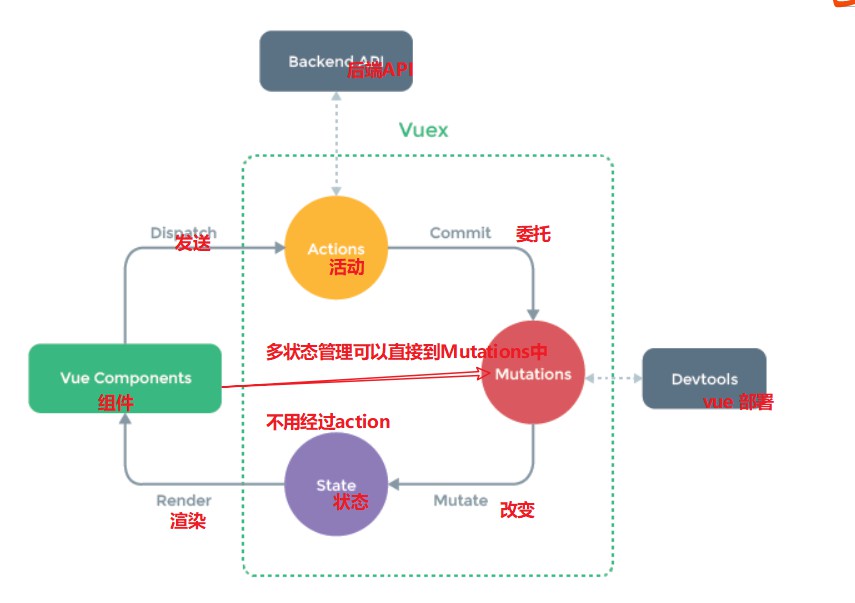 Backend API
后端API
Vuex
Dispatch
发送
Commit
委托
Actions
活动
多状态管理可以直接到Mutations中
Vue Components
组件
Mutations
Devtools
vue 部署
不用经过action
State
状态
Render
渲染
Mutate
改变